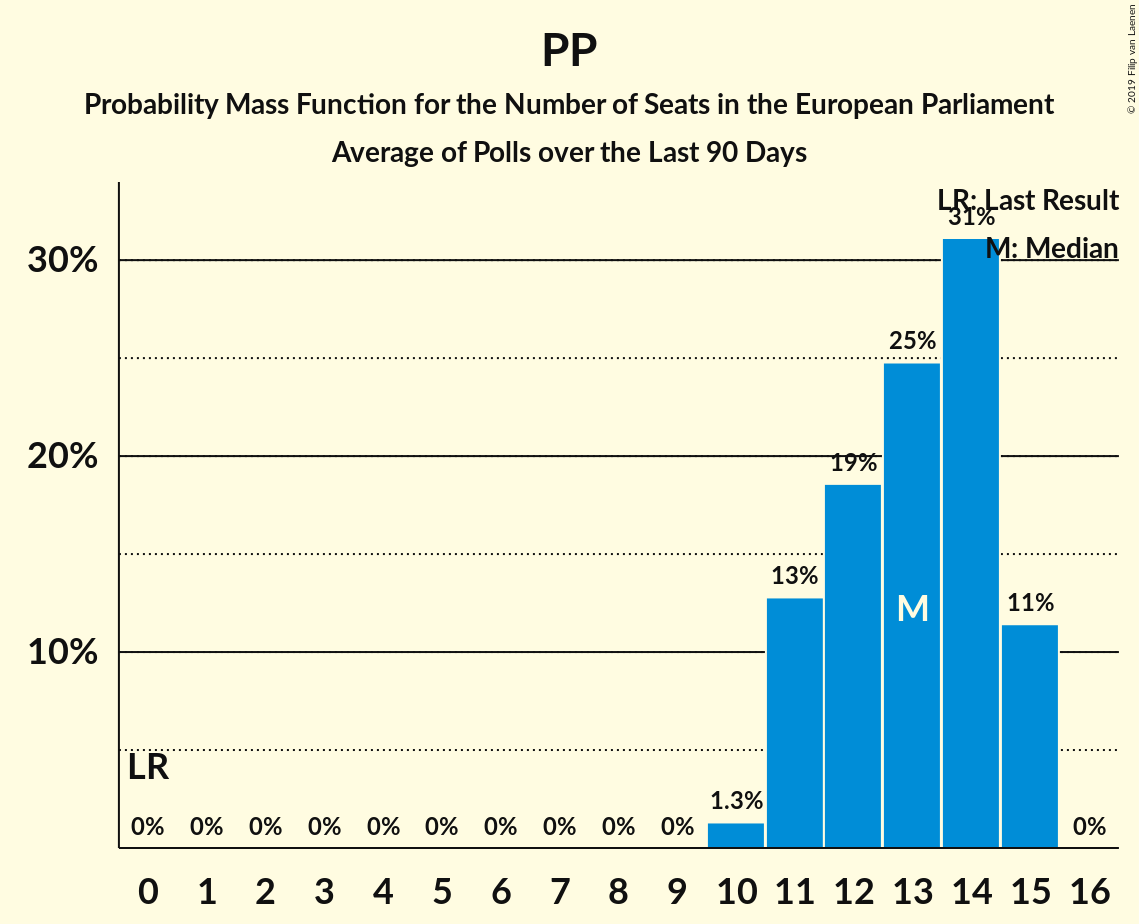 PP
Probability Mass Function for the Number of Seats in the European Parliament
Average of Polls over the Last 90 Days
© 2019 Filip van Laenen
LR: Last Result
M: Median
30%
20%
10%
31%
25%
19%
13%
M
11%
1.3%
LR
0% 0% 0% 0% 0% 0% 0% 0% 0% 0% 0%
0 1 2 3 4 5 6 7 8 9 10 11 12 13 14 15 16